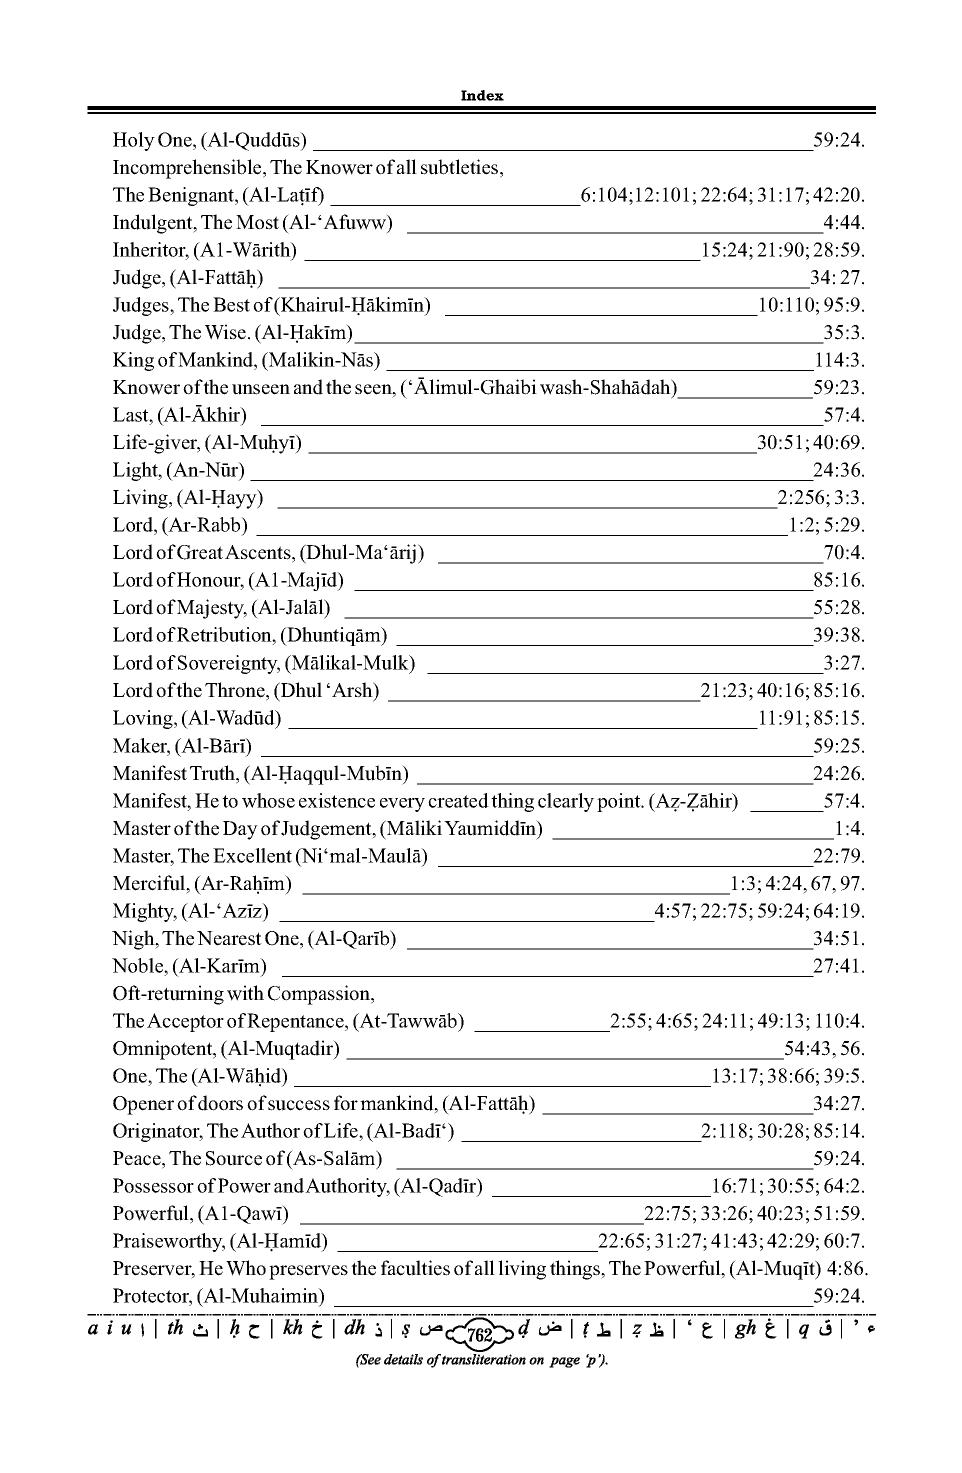 Index
Holy One, (Al-Quddūs) 59:24.
Incomprehensible, The Knower of all subtleties,
The Benignant, (Al-Laṭīf) 6:104;12:101; 22:64; 31:17; 42:20.
Indulgent, The Most (Al-‘Afuww) 4:44.
Inheritor, (A1-Wārith) 15:24; 21:90; 28:59.
Judge, (Al-Fattāḥ) 34: 27.
Judges, The Best of (Khairul-Ḥākimīn) 10:110; 95:9.
Judge, The Wise. (Al-Ḥakīm) 35:3.
King of Mankind, (Malikin-Nās) 114:3.
Knower of the unseen and the seen, (‘Ālimul-Ghaibi wash-Shahādah) 59:23.
Last, (Al-Ākhir) 57:4.
Life-giver, (Al-Muḥyī) 30:51; 40:69.
Light, (An-Nūr) 24:36.
Living, (Al-Ḥayy) 2:256; 3:3.
Lord, (Ar-Rabb) 1:2; 5:29.
Lord of Great Ascents, (Dhul-Ma‘ārij) 70:4.
Lord of Honour, (A1-Majīd) 85:16.
Lord of Majesty, (Al-Jalāl) 55:28.
Lord of Retribution, (Dhuntiqām) 39:38.
Lord of Sovereignty, (Mālikal-Mulk) 3:27.
Lord of the Throne, (Dhul ‘Arsh) 21:23; 40:16; 85:16.
Loving, (Al-Wadūd) 11:91; 85:15.
Maker, (Al-Bārī) 59:25.
Manifest Truth, (Al-Ḥaqqul-Mubīn) 24:26.
Manifest, He to whose existence every created thing clearly point. (Aẓ-Ẓāhir) 57:4.
Master of the Day of Judgement, (Māliki Yaumiddīn) 1:4.
Master, The Excellent (Ni‘mal-Maulā) 22:79.
Merciful, (Ar-Raḥīm) 1:3; 4:24, 67, 97.
Mighty, (Al-‘Azīz) 4:57; 22:75; 59:24; 64:19.
Nigh, The Nearest One, (Al-Qarīb) 34:51.
Noble, (Al-Karīm) 27:41.
Oft-returning with Compassion,
The Acceptor of Repentance, (At-Tawwāb) 2:55; 4:65; 24:11; 49:13; 110:4.
Omnipotent, (Al-Muqtadir) 54:43, 56.
One, The (Al-Wāḥid) 13:17; 38:66; 39:5.
Opener of doors of success for mankind, (Al-Fattāḥ) 34:27.
Originator, The Author of Life, (Al-Badī‘) 2:118; 30:28; 85:14.
Peace, The Source of (As-Salām) 59:24.
Possessor of Power and Authority, (Al-Qadīr) 16:71; 30:55; 64:2.
Powerful, (A1-Qawī) 22:75; 33:26; 40:23; 51:59.
Praiseworthy, (Al-Ḥamīd) 22:65; 31:27; 41:43; 42:29; 60:7.
Preserver, He Who preserves the faculties of all living things, The Powerful, (Al-Muqīt) 4:86.
Protector, (Al-Muhaimin) 59:24.
a i u ا | th ث | ḥ ح | kh خ | dh ذ | ṣ ص 762 ḍ ض | ṭ ط | ẓ ظ | ‘ ع | gh غ | q ق | ’ ء
(See details of transliteration on page ‘p’).